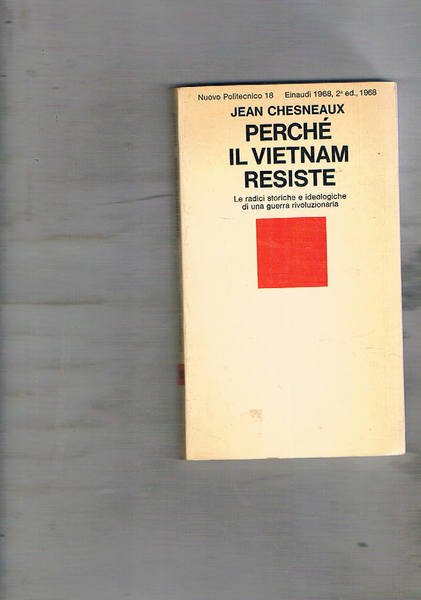 Nuovo Politecnico 18 Einaudi 1968, 2ª ed., 1968
JEAN CHESNEAUX
PERCHÉ
IL VIETNAM
RESISTE
Le radici storiche e ideologiche
di una guerra rivoluzionaria